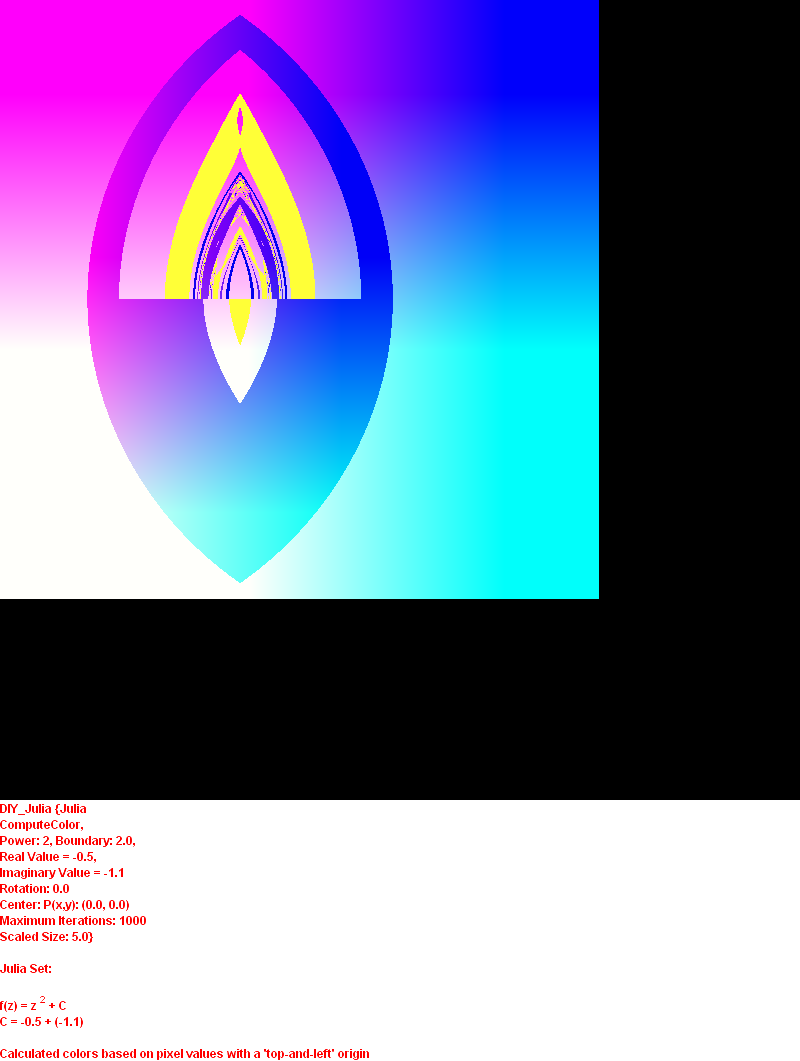 DIY_Julia {Julia
ComputeColor,
Power: 2, Boundary: 2.0,
Real Value = -0.5,
Imaginary Value = -1.1
Rotation: 0.0
Center: P(x,y): (0.0, 0.0)
Maximum Iterations: 1000
Scaled Size: 5.0}
Julia Set:
f(z) = z 2 + C
C = -0.5 + (-1.1)
Calculated colors based on pixel values with a 'top-and-left' origin